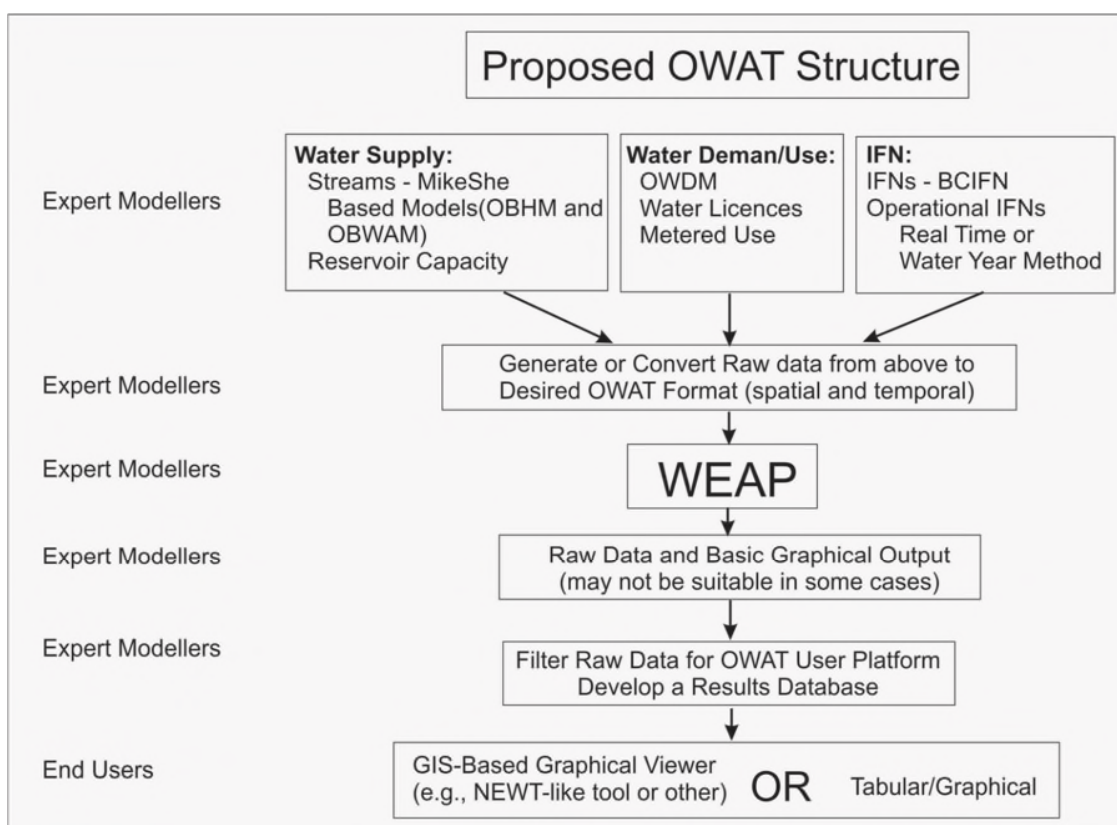 Proposed OWAT Structure
Expert Modellers
Water Supply:
Streams - MikeShe
Based Models(OBHM and
OBWAM)
Reservoir Capacity
Water Deman/Use:
OWDM
Water Licences
Metered Use
IFN:
IFNs - BCIFN
Operational IFNs
Real Time or
Water Year Method
Expert Modellers
Generate or Convert Raw data from above to
Desired OWAT Format (spatial and temporal)
Expert Modellers
WEAP
Expert Modellers
Raw Data and Basic Graphical Output
(may not be suitable in some cases)
Expert Modellers
Filter Raw Data for OWAT User Platform
Develop a Results Database
End Users
GIS-Based Graphical Viewer
(e.g., NEWT-like tool or other)
OR
Tabular/Graphical